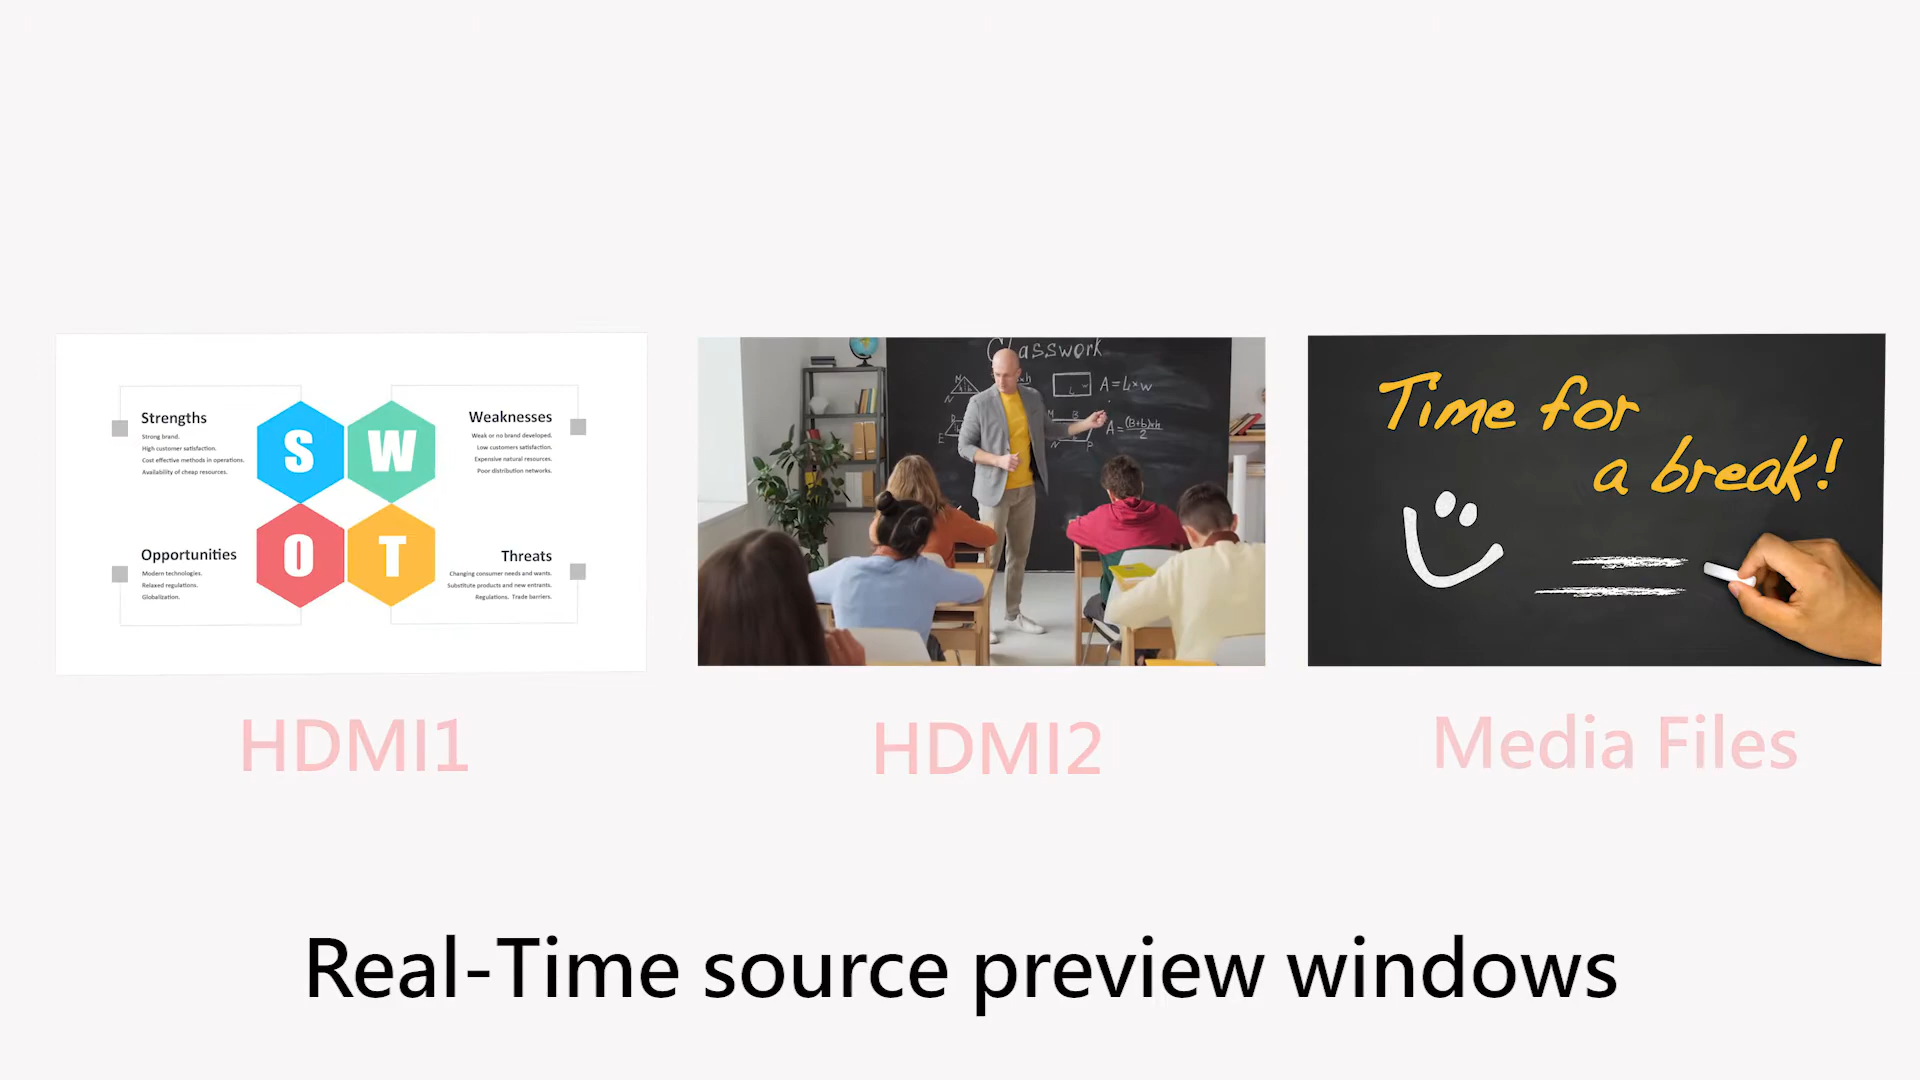 Strengths
Strong brand.
High customer satisfaction.
Cost effective methods in operations.
Availability of cheap resources.
S
W
Weaknesses
Weak or no brand developed.
Low customers satisfaction.
Expensive natural resources.
Poor distribution networks.
Opportunities
Modern technologies.
Relaxed regulations.
Globalization.
O
T
Threats
Changing consumer needs and wants.
Substitute products and new entrants.
Regulations. Trade barriers.
HDMI1
Classwork
A=L×w
A=(B+b)×h/2
HDMI2
Time for
a break!
Media Files
Real-Time source preview windows